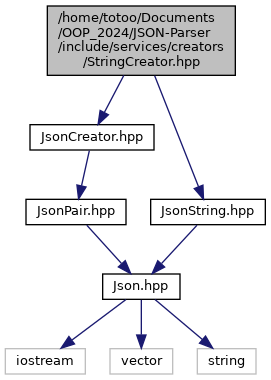 /home/totoo/Documents
/OOP_2024/JSON-Parser
/include/services/creators
/StringCreator.hpp
JsonCreator.hpp
JsonPair.hpp
JsonString.hpp
Json.hpp
iostream
vector
string